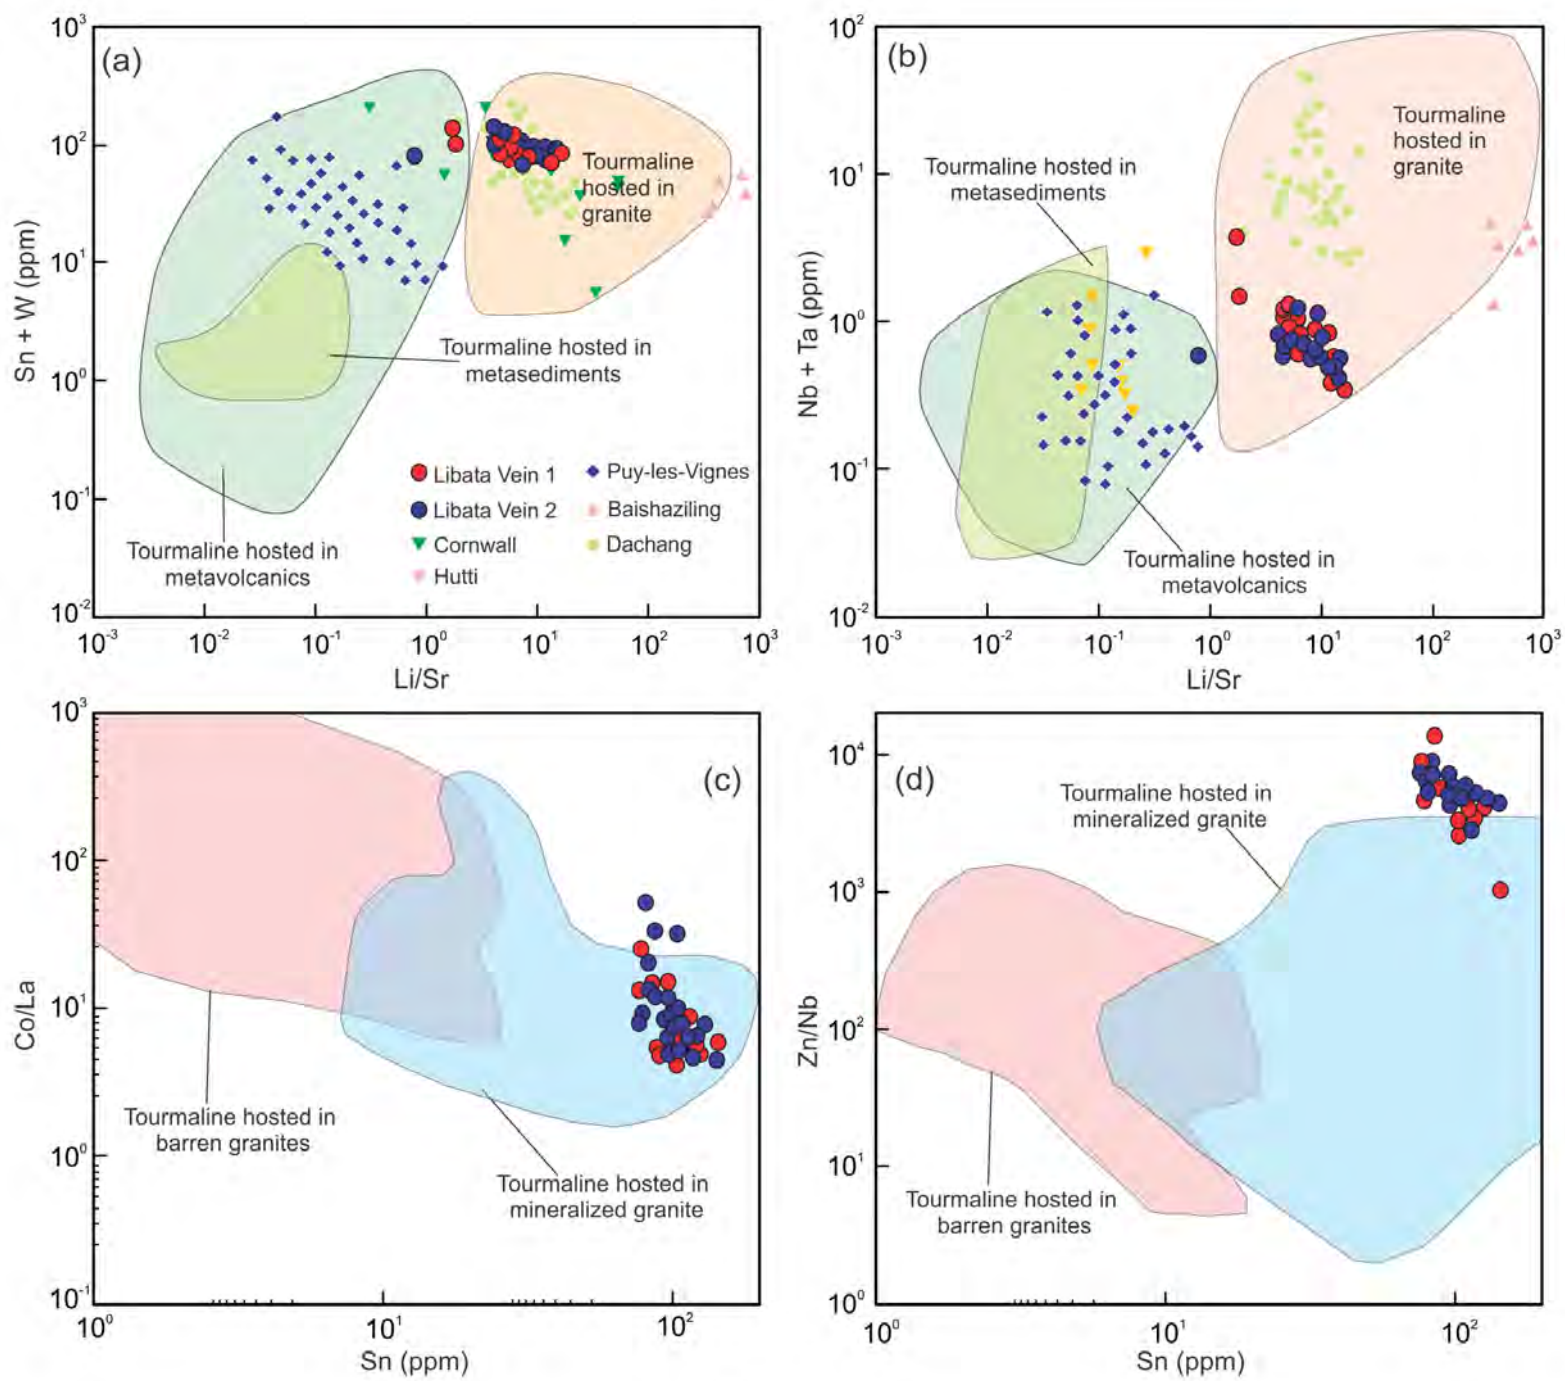 (a)
10³
10²
10¹
10⁰
10⁻¹
10⁻²
Sn + W (ppm)
Tourmaline
hosted in
granite
Tourmaline hosted in
metasediments
Tourmaline hosted in
metavolcanics
Libata Vein 1
Libata Vein 2
Cornwall
Hutti
Puy-les-Vignes
Baishaziling
Dachang
10⁻³
10⁻²
10⁻¹
10⁰
10¹
10²
10³
Li/Sr
(b)
10²
10¹
10⁰
10⁻¹
10⁻²
Nb + Ta (ppm)
Tourmaline
hosted in
granite
Tourmaline hosted in
metasediments
Tourmaline hosted in
metavolcanics
10⁻³
10⁻²
10⁻¹
10⁰
10¹
10²
10³
Li/Sr
(c)
10³
10²
10¹
10⁰
10⁻¹
Co/La
Tourmaline hosted in
barren granites
Tourmaline hosted in
mineralized granite
10⁰
10¹
10²
Sn (ppm)
(d)
10⁴
10³
10²
10¹
10⁰
Zn/Nb
Tourmaline hosted in
mineralized granite
Tourmaline hosted in
barren granites
10⁰
10¹
10²
Sn (ppm)